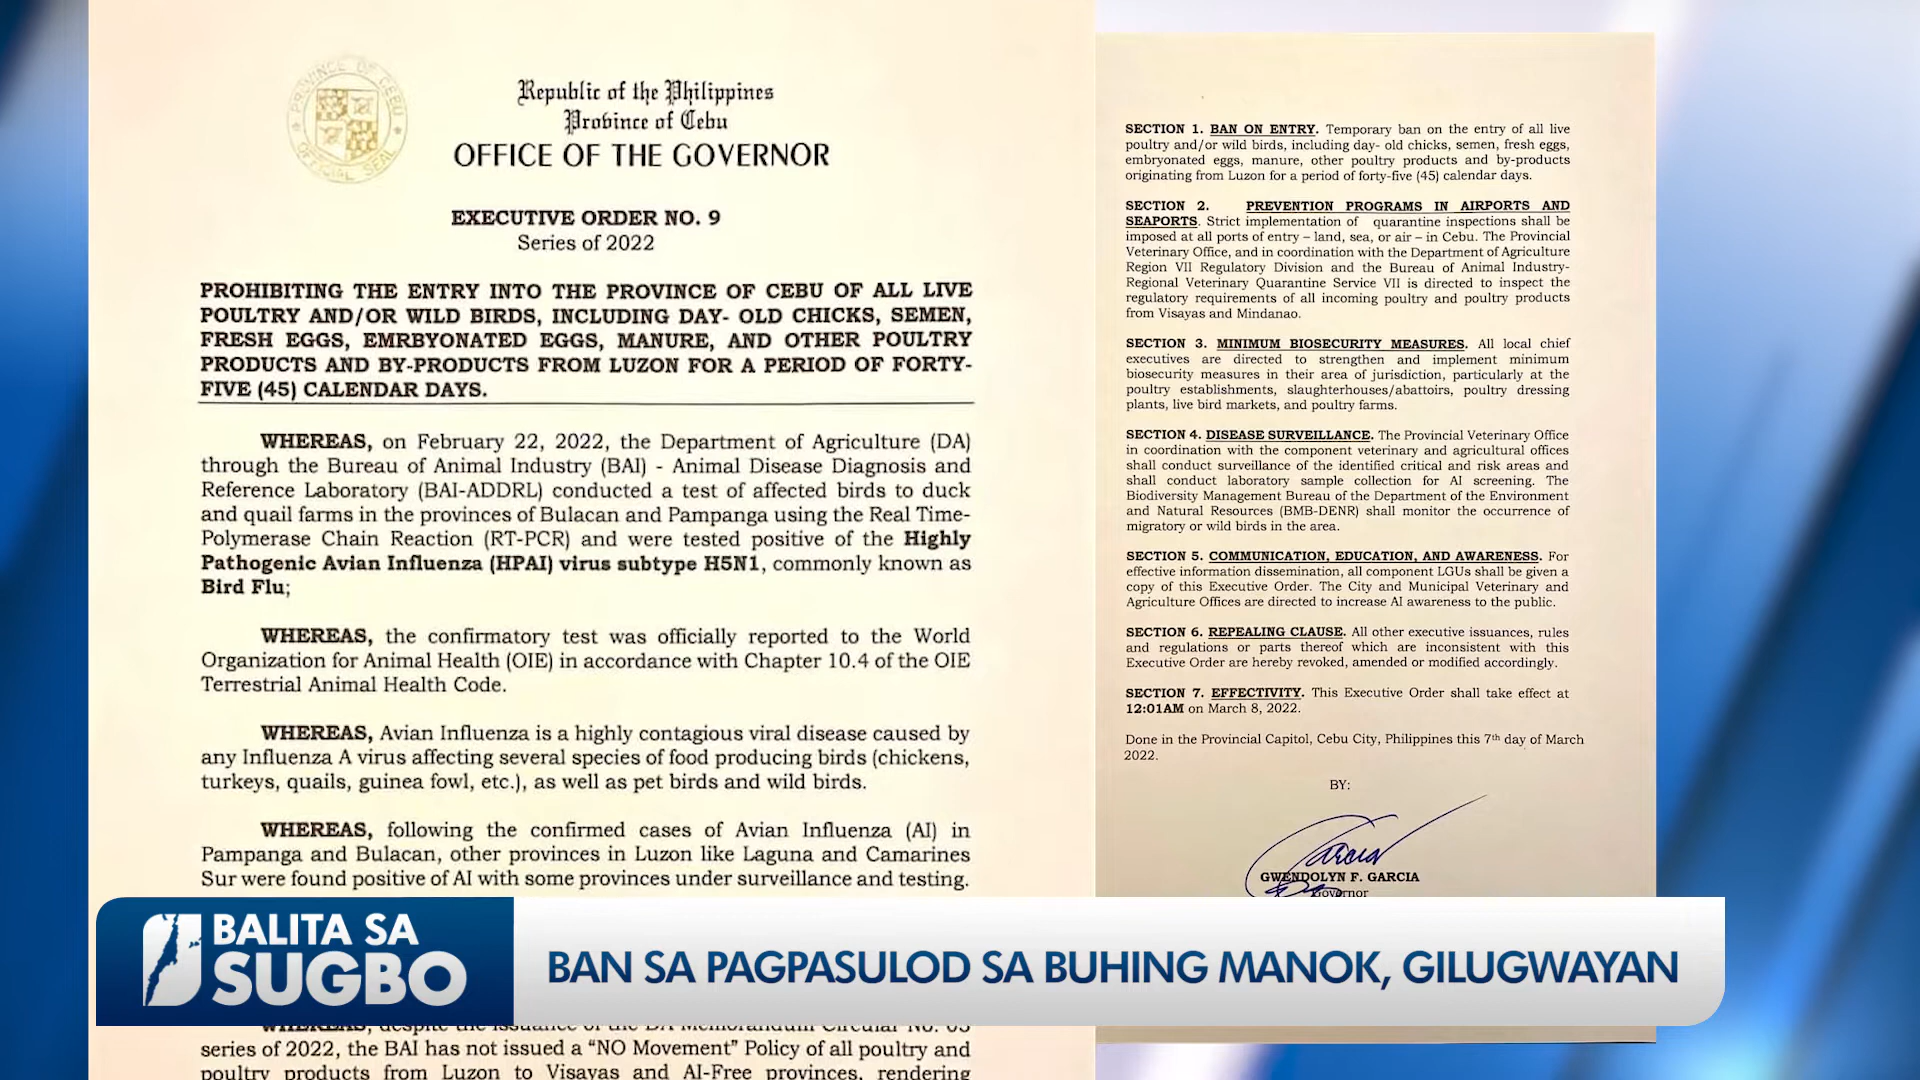 PROVINCE OF CEBU
OFFICIAL SEAL
Republic of the Philippines
Province of Cebu
OFFICE OF THE GOVERNOR
EXECUTIVE ORDER NO. 9
Series of 2022
PROHIBITING THE ENTRY INTO THE PROVINCE OF CEBU OF ALL LIVE
POULTRY AND/OR WILD BIRDS, INCLUDING DAY- OLD CHICKS, SEMEN,
FRESH EGGS, EMRBYONATED EGGS, MANURE, AND OTHER POULTRY
PRODUCTS AND BY-PRODUCTS FROM LUZON FOR A PERIOD OF FORTY-
FIVE (45) CALENDAR DAYS.
WHEREAS, on February 22, 2022, the Department of Agriculture (DA)
through the Bureau of Animal Industry (BAI) - Animal Disease Diagnosis and
Reference Laboratory (BAI-ADDRL) conducted a test of affected birds to duck
and quail farms in the provinces of Bulacan and Pampanga using the Real Time-
Polymerase Chain Reaction (RT-PCR) and were tested positive of the Highly
Pathogenic Avian Influenza (HPAI) virus subtype H5N1, commonly known as
Bird Flu;
WHEREAS, the confirmatory test was officially reported to the World
Organization for Animal Health (OIE) in accordance with Chapter 10.4 of the OIE
Terrestrial Animal Health Code.
WHEREAS, Avian Influenza is a highly contagious viral disease caused by
any Influenza A virus affecting several species of food producing birds (chickens,
turkeys, quails, guinea fowl, etc.), as well as pet birds and wild birds.
WHEREAS, following the confirmed cases of Avian Influenza (AI) in
Pampanga and Bulacan, other provinces in Luzon like Laguna and Camarines
Sur were found positive of AI with some provinces under surveillance and testing.
WHEREAS, despite the issuance of the DA Memorandum Circular No. 05
series of 2022, the BAI has not issued a “NO Movement” Policy of all poultry and
poultry products from Luzon to Visayas and AI-Free provinces, rendering
SECTION 1. BAN ON ENTRY. Temporary ban on the entry of all live
poultry and/or wild birds, including day- old chicks, semen, fresh eggs,
embryonated eggs, manure, other poultry products and by-products
originating from Luzon for a period of forty-five (45) calendar days.
SECTION 2. PREVENTION PROGRAMS IN AIRPORTS AND
SEAPORTS. Strict implementation of quarantine inspections shall be
imposed at all ports of entry – land, sea, or air – in Cebu. The Provincial
Veterinary Office, and in coordination with the Department of Agriculture
Region VII Regulatory Division and the Bureau of Animal Industry-
Regional Veterinary Quarantine Service VII is directed to inspect the
regulatory requirements of all incoming poultry and poultry products
from Visayas and Mindanao.
SECTION 3. MINIMUM BIOSECURITY MEASURES. All local chief
executives are directed to strengthen and implement minimum
biosecurity measures in their area of jurisdiction, particularly at the
poultry establishments, slaughterhouses/abattoirs, poultry dressing
plants, live bird markets, and poultry farms.
SECTION 4. DISEASE SURVEILLANCE. The Provincial Veterinary Office
in coordination with the component veterinary and agricultural offices
shall conduct surveillance of the identified critical and risk areas and
shall conduct laboratory sample collection for AI screening. The
Biodiversity Management Bureau of the Department of the Environment
and Natural Resources (BMB-DENR) shall monitor the occurrence of
migratory or wild birds in the area.
SECTION 5. COMMUNICATION, EDUCATION, AND AWARENESS. For
effective information dissemination, all component LGUs shall be given a
copy of this Executive Order. The City and Municipal Veterinary and
Agriculture Offices are directed to increase AI awareness to the public.
SECTION 6. REPEALING CLAUSE. All other executive issuances, rules
and regulations or parts thereof which are inconsistent with this
Executive Order are hereby revoked, amended or modified accordingly.
SECTION 7. EFFECTIVITY. This Executive Order shall take effect at
12:01AM on March 8, 2022.
Done in the Provincial Capitol, Cebu City, Philippines this 7th day of March
2022.
BY:
GWENDOLYN F. GARCIA
Governor
BALITA SA
SUGBO
BAN SA PAGPASULOD SA BUHING MANOK, GILUGWAYAN